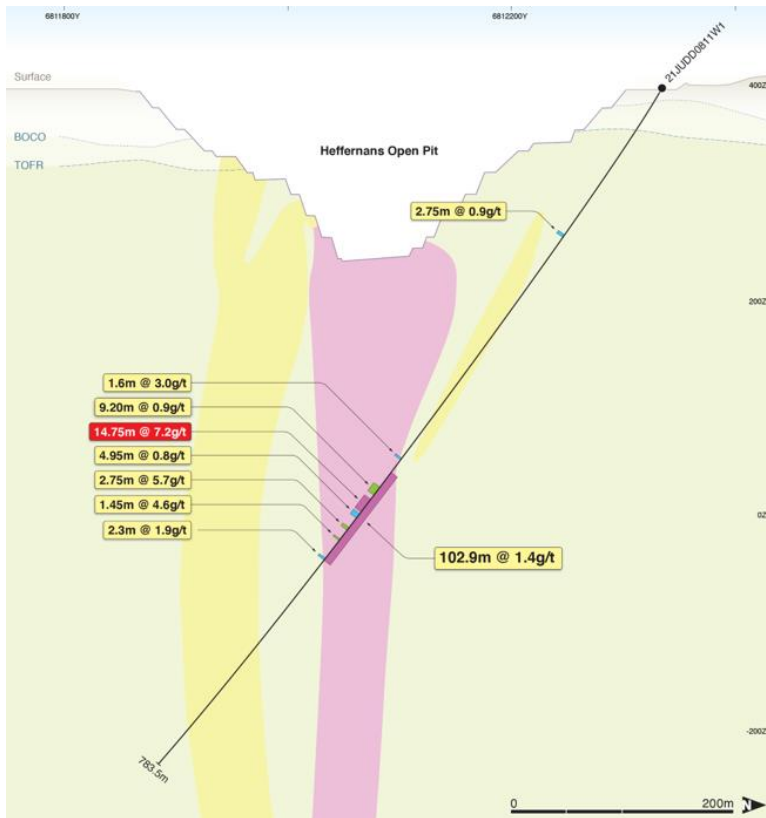 6811800Y
6812200Y
21JUDD0811W1
Surface
400Z
BOCO
TOFR
Heffernans Open Pit
2.75m @ 0.9g/t
200Z
1.6m @ 3.0g/t
9.20m @ 0.9g/t
14.75m @ 7.2g/t
4.95m @ 0.8g/t
2.75m @ 5.7g/t
1.45m @ 4.6g/t
2.3m @ 1.9g/t
0Z
102.9m @ 1.4g/t
-200Z
783.5m
0
200m
N